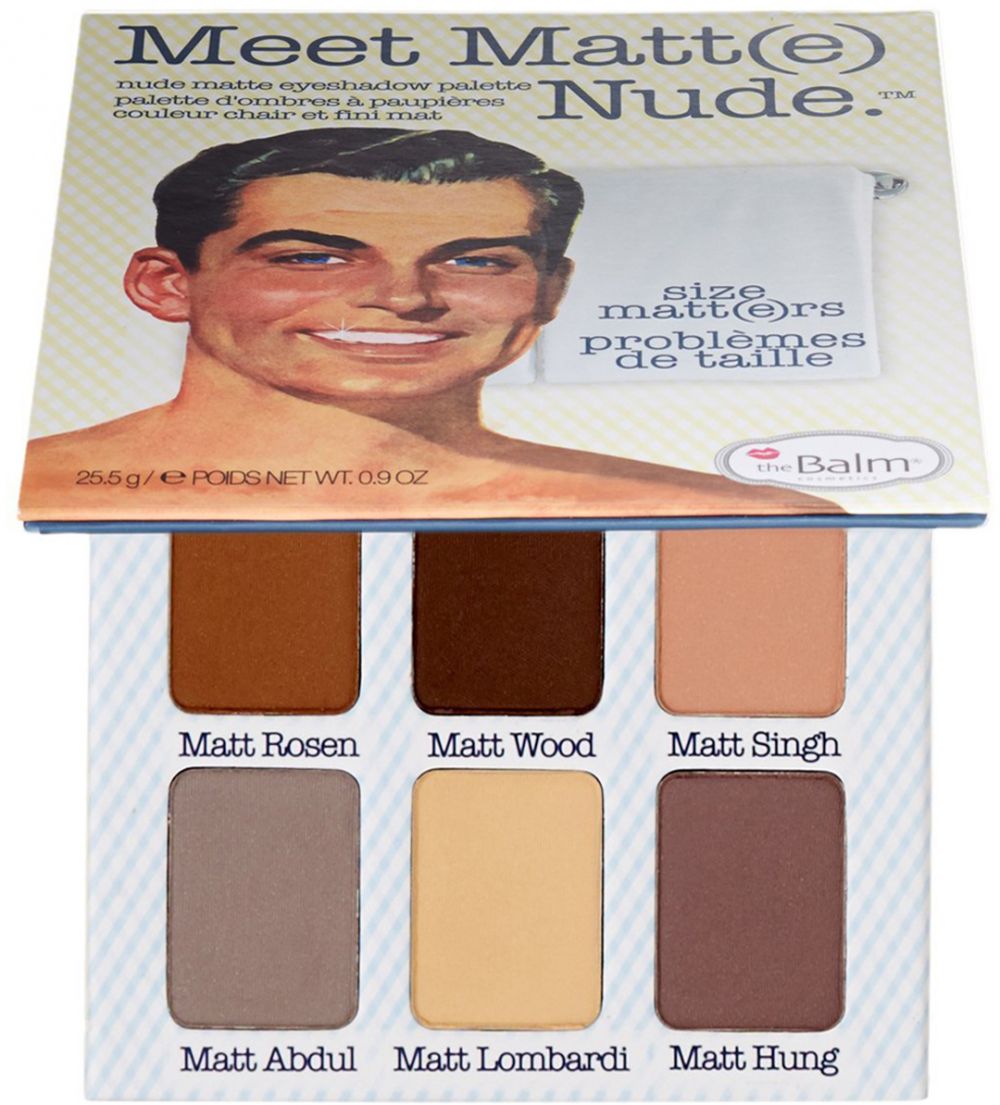 Meet Matt(e)
Nude.™
nude matte eyeshadow palette
palette d'ombres à paupières
couleur chair et fini mat
size
matt(e)rs
problèmes
de taille
25.5 g / ℮ POIDS NET WT. 0.9 OZ
theBalm®
cosmetics
Matt Rosen Matt Wood Matt Singh
Matt Abdul Matt Lombardi Matt Hung